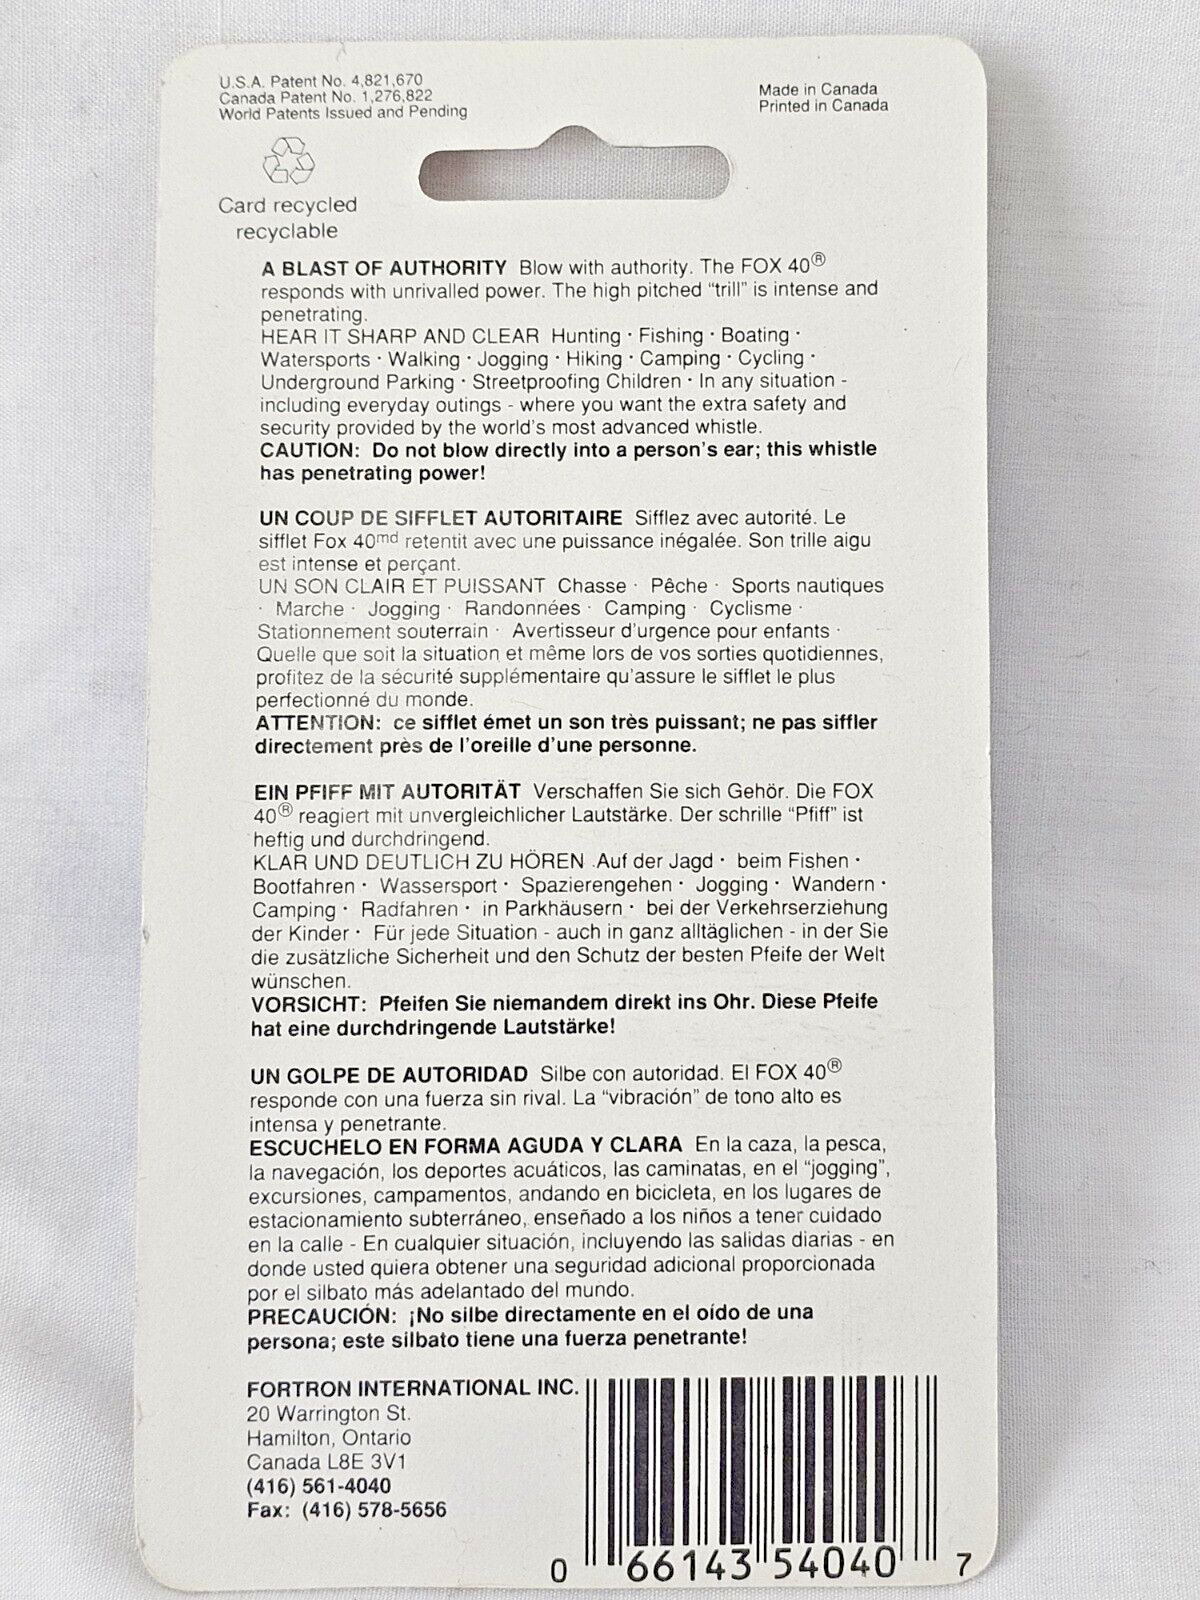 U.S.A. Patent No. 4,821,670
Canada Patent No. 1,276,822
World Patents Issued and Pending
Made in Canada
Printed in Canada
Card recycled
recyclable
A BLAST OF AUTHORITY Blow with authority. The FOX 40®
responds with unrivalled power. The high pitched "trill" is intense and
penetrating.
HEAR IT SHARP AND CLEAR Hunting · Fishing · Boating ·
Watersports · Walking · Jogging · Hiking · Camping · Cycling ·
Underground Parking · Streetproofing Children · In any situation -
including everyday outings - where you want the extra safety and
security provided by the world's most advanced whistle.
CAUTION: Do not blow directly into a person's ear; this whistle
has penetrating power!
UN COUP DE SIFFLET AUTORITAIRE Sifflez avec autorité. Le
sifflet Fox 40md retentit avec une puissance inégalée. Son trille aigu
est intense et perçant.
UN SON CLAIR ET PUISSANT Chasse · Pêche · Sports nautiques
· Marche · Jogging · Randonnées · Camping · Cyclisme ·
Stationnement souterrain · Avertisseur d'urgence pour enfants ·
Quelle que soit la situation et même lors de vos sorties quotidiennes,
profitez de la sécurité supplémentaire qu'assure le sifflet le plus
perfectionné du monde.
ATTENTION: ce sifflet émet un son très puissant; ne pas siffler
directement près de l'oreille d'une personne.
EIN PFIFF MIT AUTORITÄT Verschaffen Sie sich Gehör. Die FOX
40® reagiert mit unvergleichlicher Lautstärke. Der schrille "Pfiff" ist
heftig und durchdringend.
KLAR UND DEUTLICH ZU HÖREN ·Auf der Jagd · beim Fishen ·
Bootfahren · Wassersport · Spazierengehen · Jogging · Wandern ·
Camping · Radfahren · in Parkhäusern · bei der Verkehrserziehung
der Kinder · Für jede Situation - auch in ganz alltäglichen - in der Sie
die zusätzliche Sicherheit und den Schutz der besten Pfeife der Welt
wünschen.
VORSICHT: Pfeifen Sie niemandem direkt ins Ohr. Diese Pfeife
hat eine durchdringende Lautstärke!
UN GOLPE DE AUTORIDAD Silbe con autoridad. El FOX 40®
responde con una fuerza sin rival. La "vibración" de tono alto es
intensa y penetrante.
ESCUCHELO EN FORMA AGUDA Y CLARA En la caza, la pesca,
la navegación, los deportes acuáticos, las caminatas, en el "jogging",
excursiones, campamentos, andando en bicicleta, en los lugares de
estacionamiento subterráneo, enseñado a los niños a tener cuidado
en la calle - En cualquier situación, incluyendo las salidas diarias - en
donde usted quiera obtener una seguridad adicional proporcionada
por el silbato más adelantado del mundo.
PRECAUCIÓN: ¡No silbe directamente en el oído de una
persona; este silbato tiene una fuerza penetrante!
FORTRON INTERNATIONAL INC.
20 Warrington St.
Hamilton, Ontario
Canada L8E 3V1
(416) 561-4040
Fax: (416) 578-5656
0 66143 54040 7